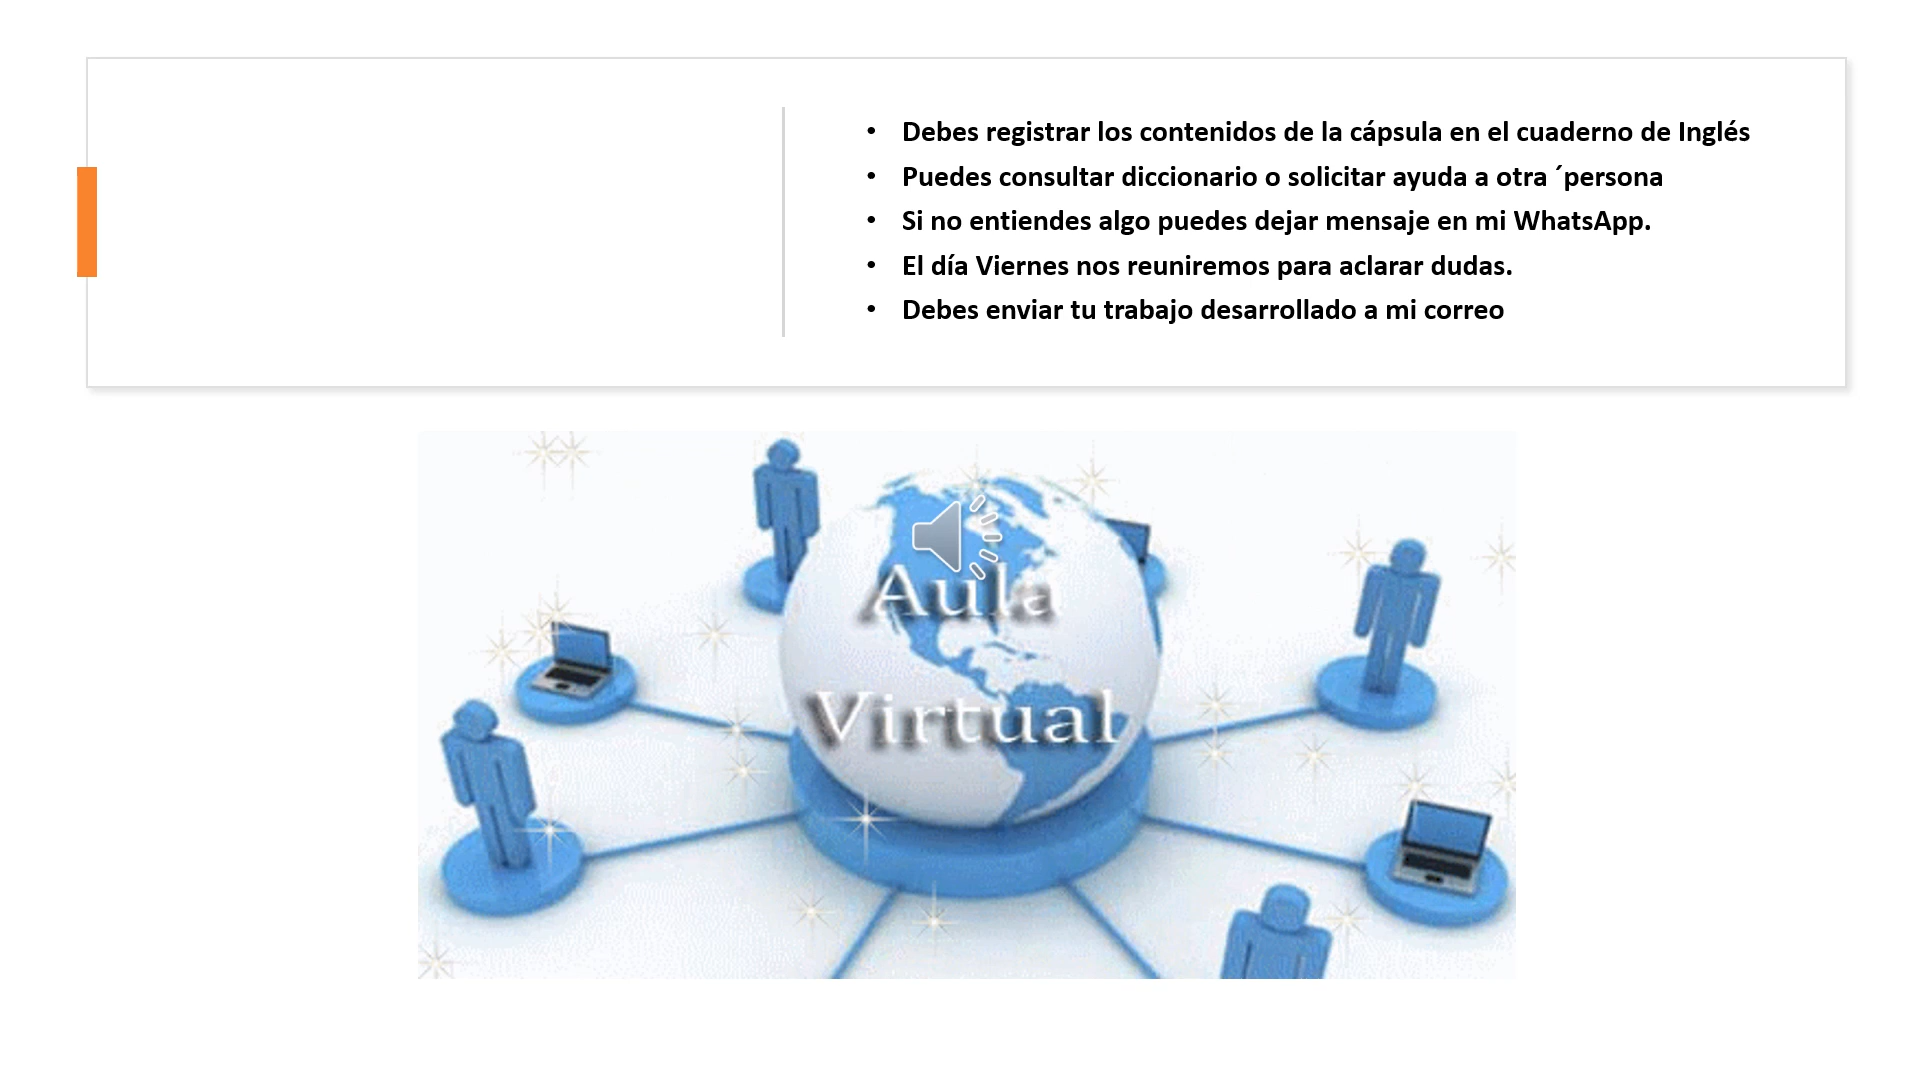 • Debes registrar los contenidos de la cápsula en el cuaderno de Inglés
• Puedes consultar diccionario o solicitar ayuda a otra ´persona
• Si no entiendes algo puedes dejar mensaje en mi WhatsApp.
• El día Viernes nos reuniremos para aclarar dudas.
• Debes enviar tu trabajo desarrollado a mi correo
Aula
Virtual